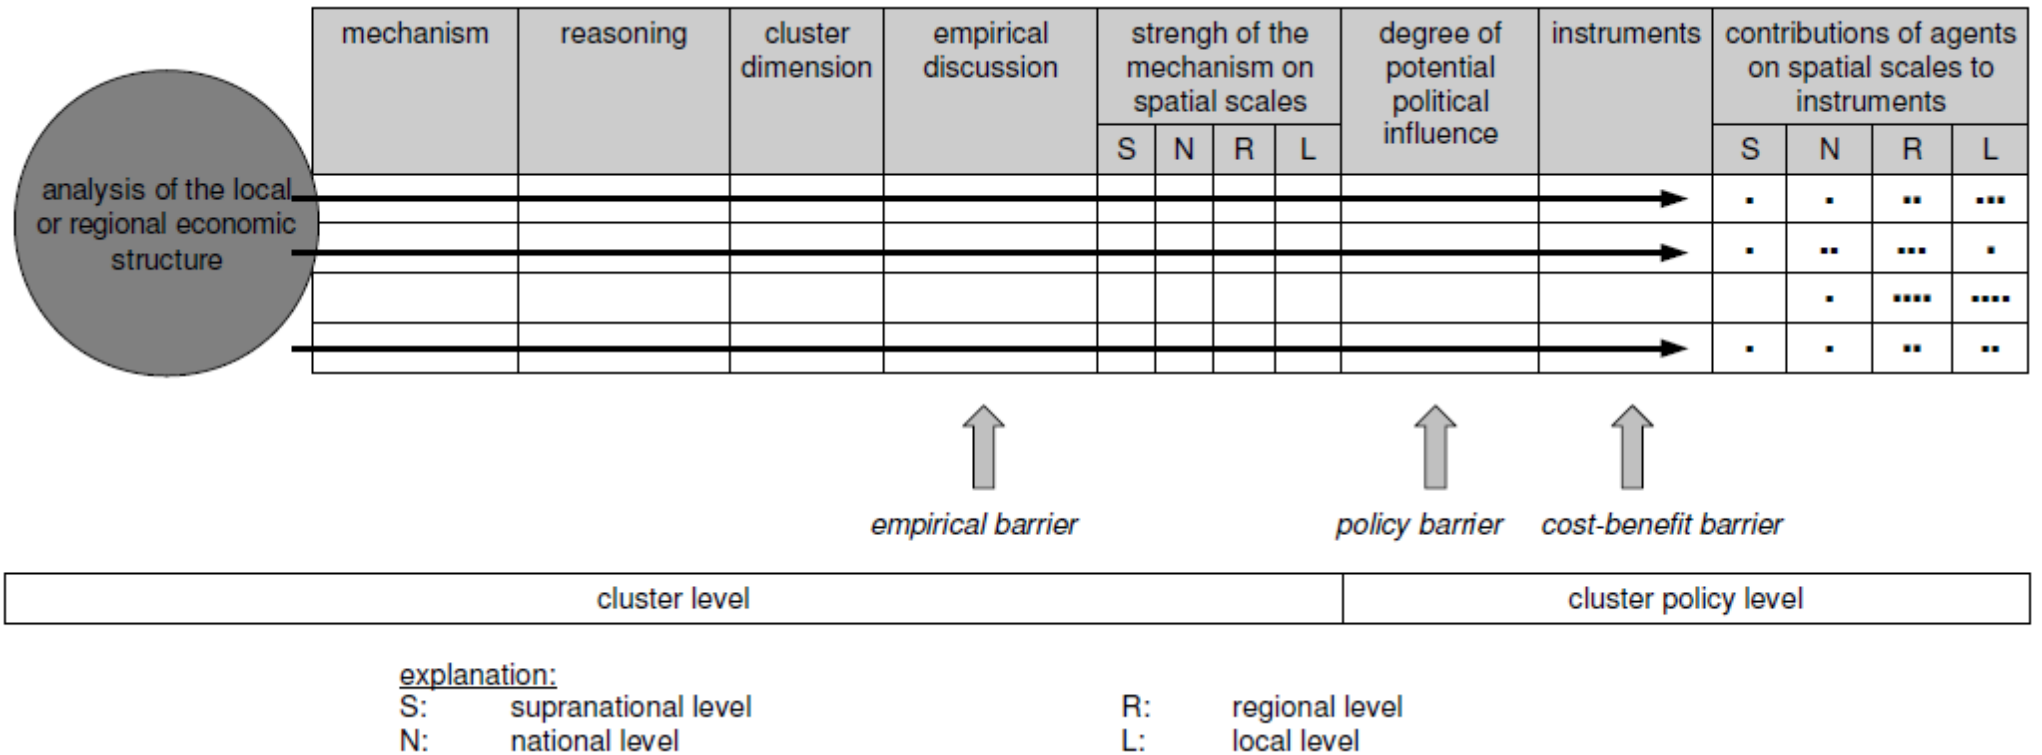 mechanism
reasoning
cluster
dimension
empirical
discussion
strengh of the
mechanism on
spatial scales
S N R L
degree of
potential
political
influence
instruments
contributions of agents
on spatial scales to
instruments
S N R L
analysis of the local
or regional economic
structure
. . .. ...
. .. ... .
. .... ....
. . .. ..
empirical barrier
policy barrier
cost-benefit barrier
cluster level
cluster policy level
explanation:
S: supranational level
R: regional level
N: national level
L: local level